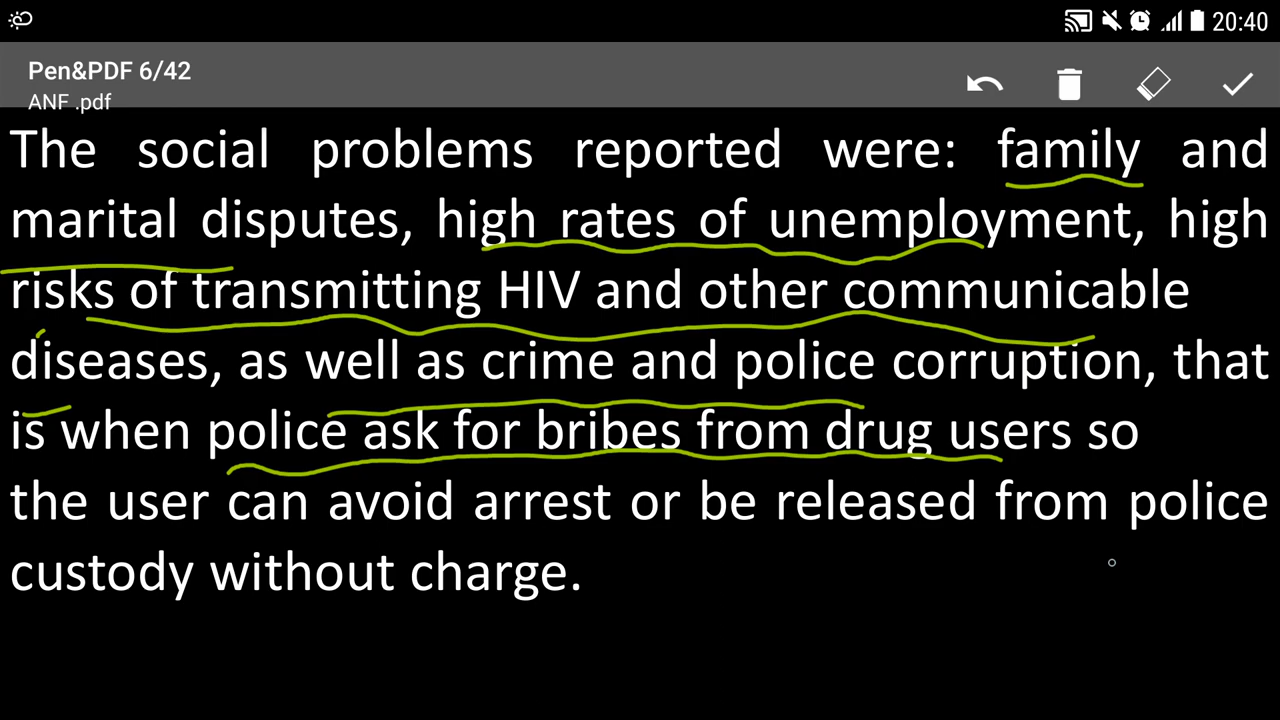 20:40
Pen&PDF 6/42
ANF .pdf
The social problems reported were: family and
marital disputes, high rates of unemployment, high
risks of transmitting HIV and other communicable
diseases, as well as crime and police corruption, that
is when police ask for bribes from drug users so
the user can avoid arrest or be released from police
custody without charge.